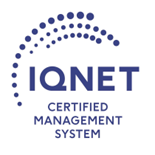 IQNET
CERTIFIED
MANAGEMENT
SYSTEM